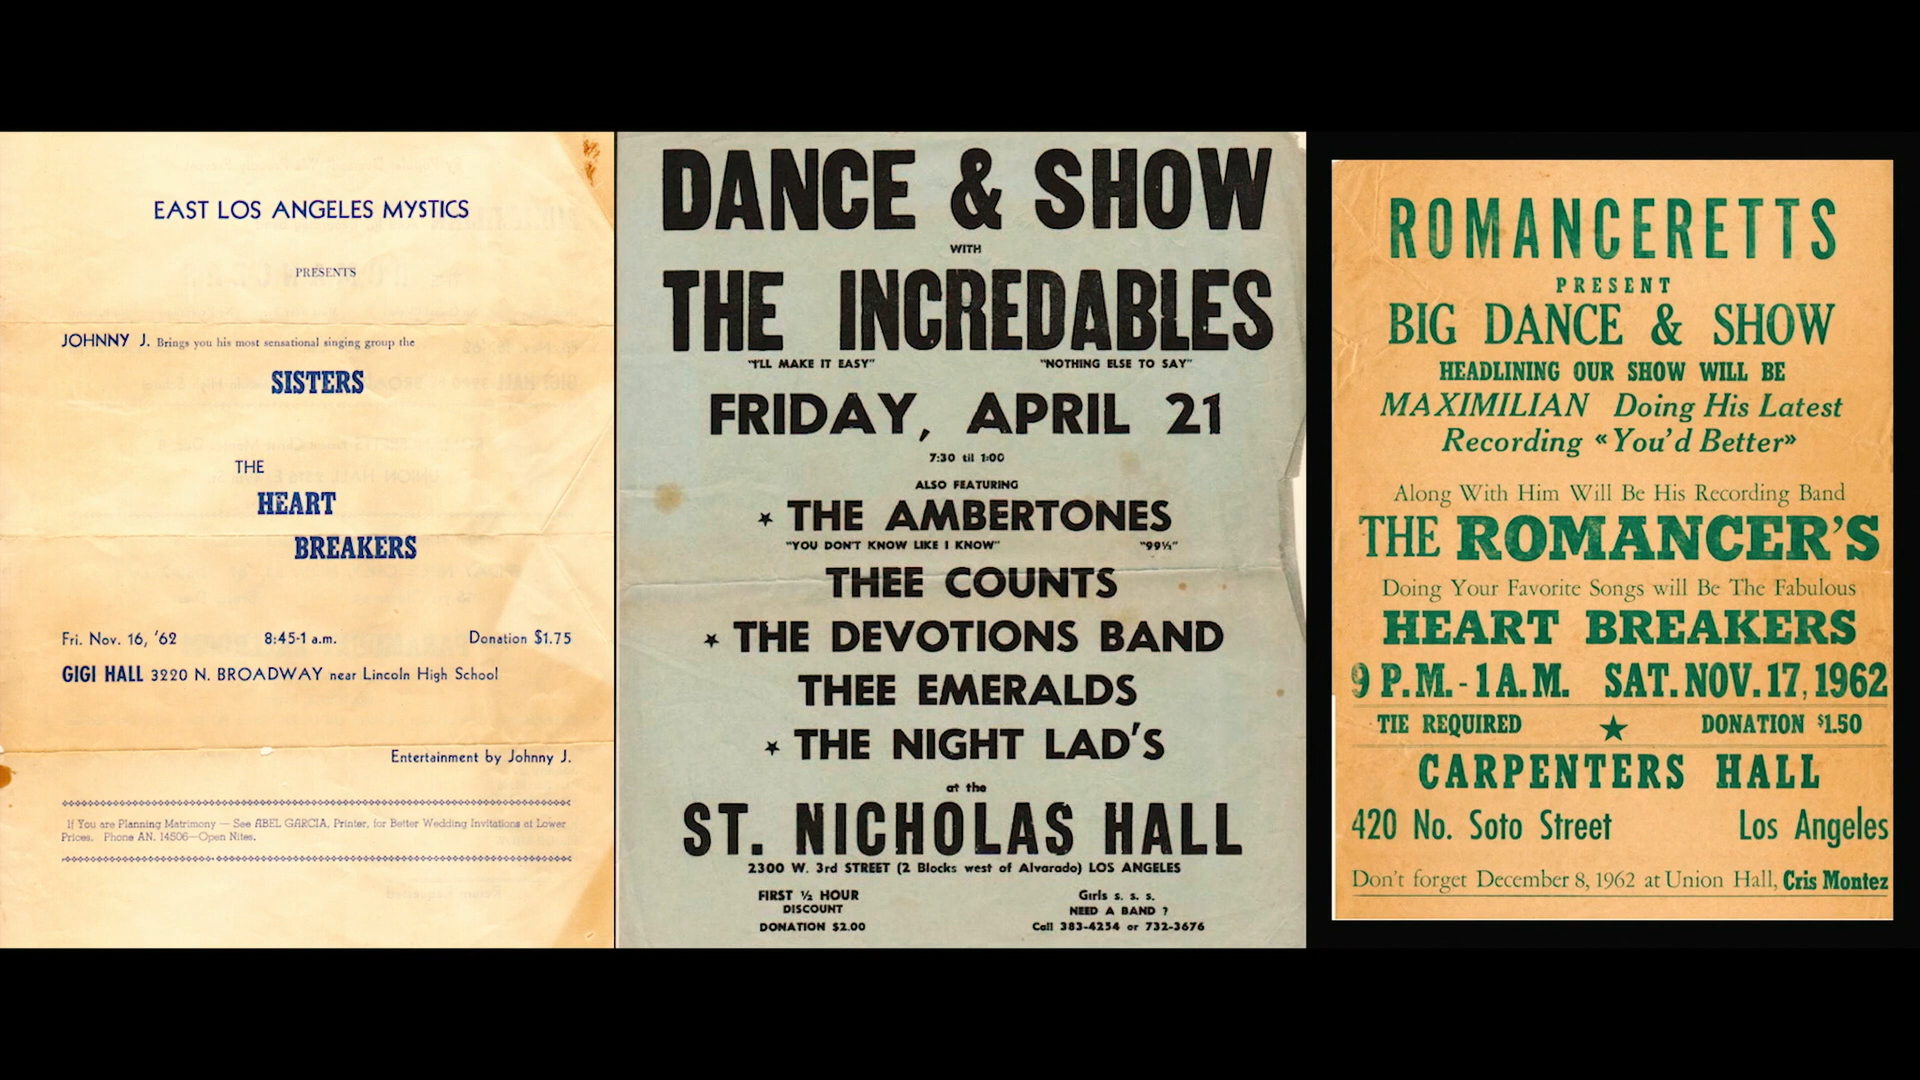 EAST LOS ANGELES MYSTICS
PRESENTS
JOHNNY J. Brings you his most sensational singing group the
SISTERS
THE
HEART
BREAKERS
Fri. Nov. 16, '62 8:45-1 a.m. Donation $1.75
GIGI HALL 3220 N. BROADWAY near Lincoln High School
Entertainment by Johnny J.
If You are Planning Matrimony — See ABEL GARCIA, Printer, for Better Wedding Invitations at Lower
Prices. Phone AN. 14506—Open Nites.
DANCE & SHOW
WITH
THE INCREDABLES
"I'LL MAKE IT EASY" "NOTHING ELSE TO SAY"
FRIDAY, APRIL 21
7:30 til 1:00
ALSO FEATURING
★ THE AMBERTONES
"YOU DON'T KNOW LIKE I KNOW" "99½"
THEE COUNTS
★ THE DEVOTIONS BAND
THEE EMERALDS
★ THE NIGHT LAD'S
at the
ST. NICHOLAS HALL
2300 W. 3rd STREET (2 Blocks west of Alvarado) LOS ANGELES
FIRST ½ HOUR
DISCOUNT
DONATION $2.00
Girls s. s. s.
NEED A BAND ?
Call 383-4254 or 732-3676
ROMANCERETTS
PRESENT
BIG DANCE & SHOW
HEADLINING OUR SHOW WILL BE
MAXIMILIAN Doing His Latest
Recording «You'd Better»
Along With Him Will Be His Recording Band
THE ROMANCER'S
Doing Your Favorite Songs will Be The Fabulous
HEART BREAKERS
9 P.M.-1 A.M. SAT. NOV. 17, 1962
TIE REQUIRED ★ DONATION $1.50
CARPENTERS HALL
420 No. Soto Street Los Angeles
Don't forget December 8, 1962 at Union Hall, Cris Montez